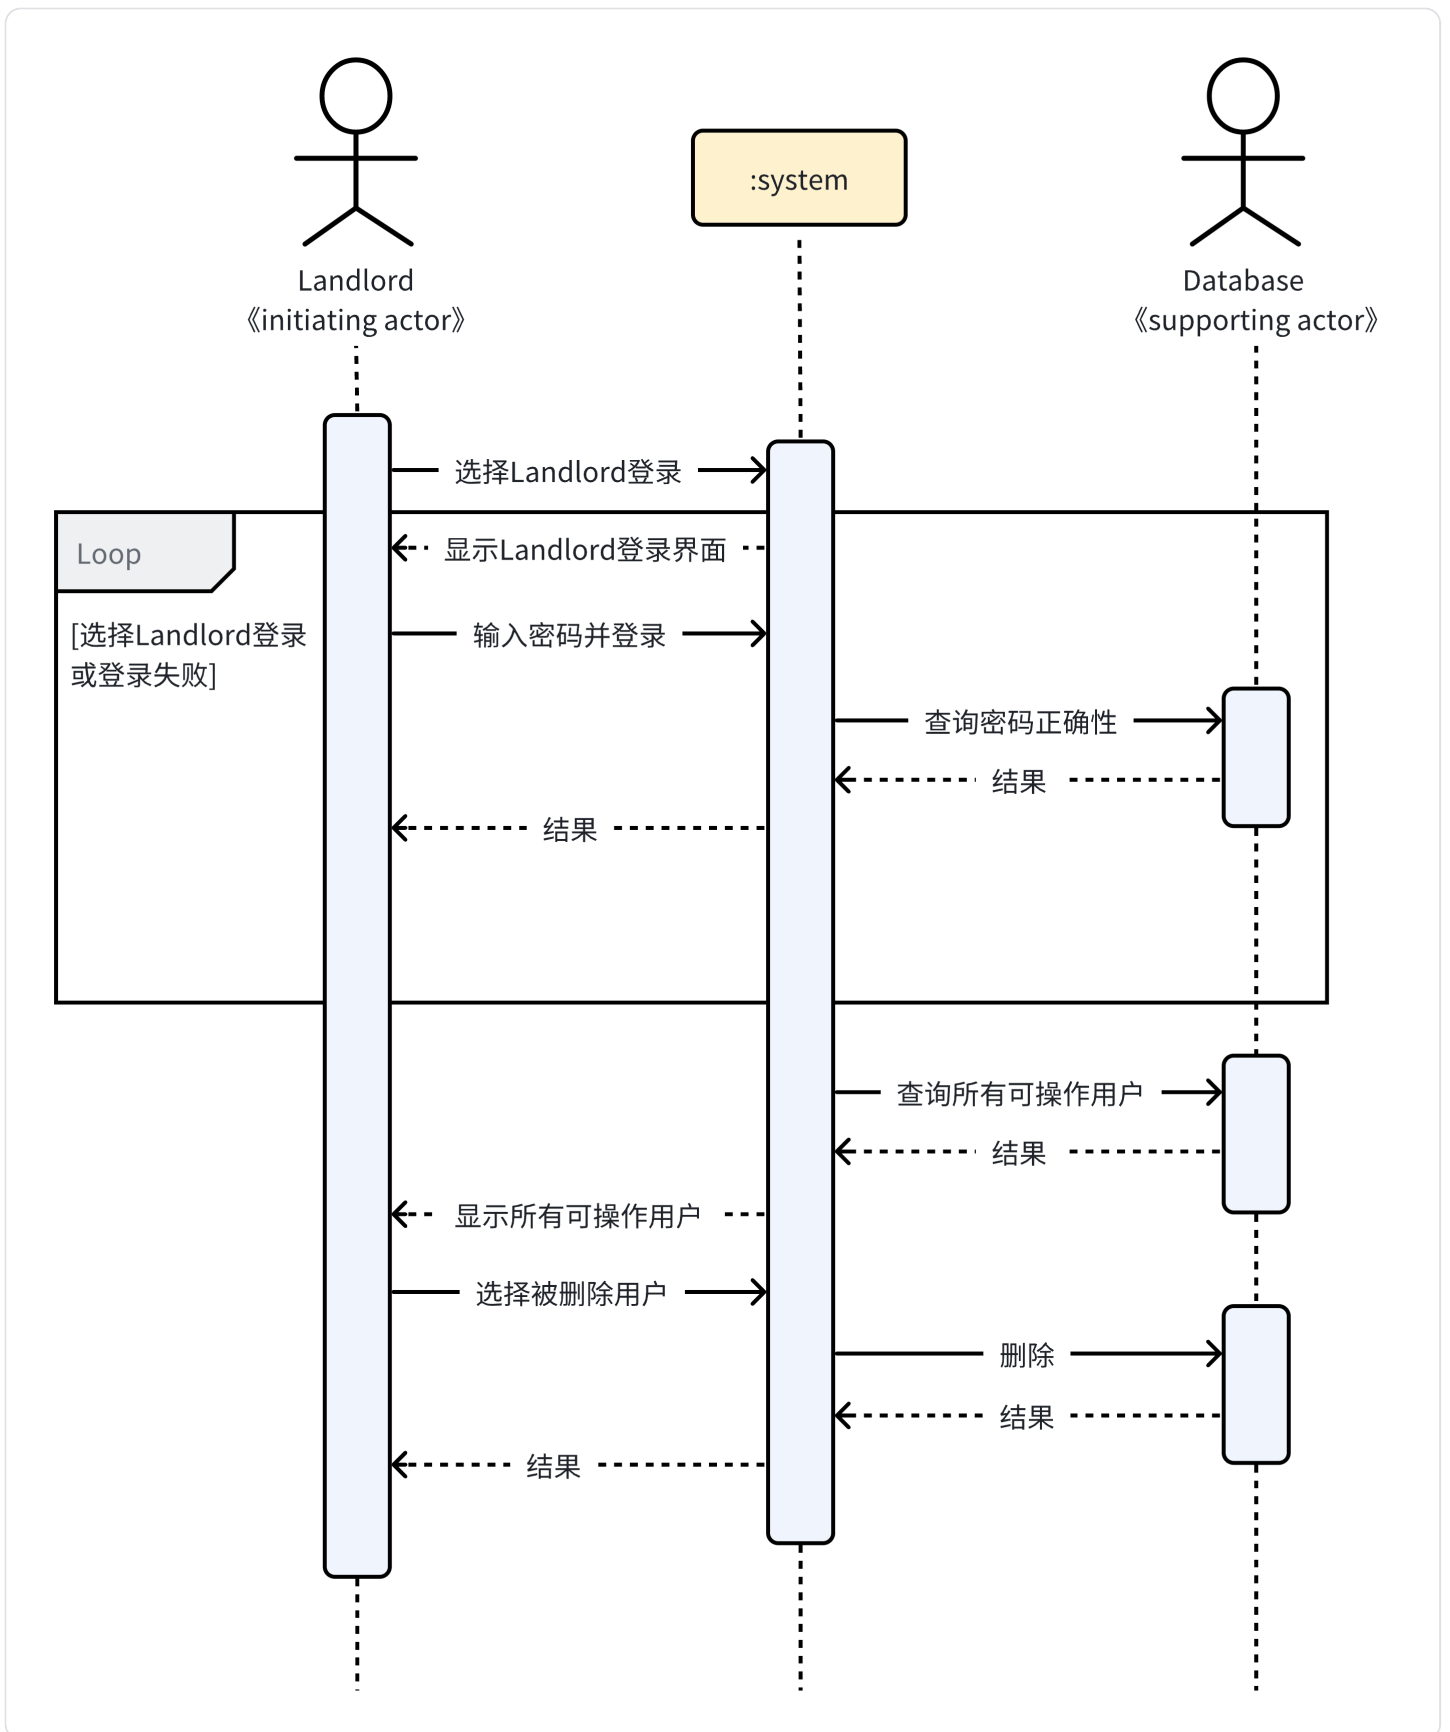 :system
Landlord
《initiating actor》
Database
《supporting actor》
选择Landlord登录
Loop
显示Landlord登录界面
[选择Landlord登录
或登录失败]
输入密码并登录
查询密码正确性
结果
结果
查询所有可操作用户
结果
显示所有可操作用户
选择被删除用户
删除
结果
结果